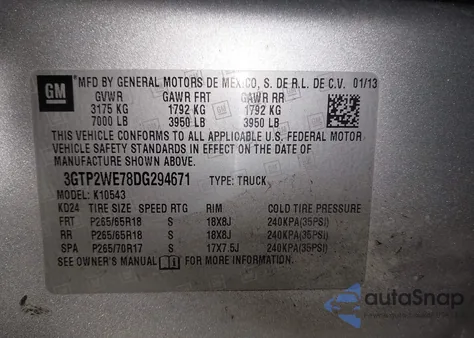 GM MFD BY GENERAL MOTORS DE MEXICO, S. DE R.L. DE C.V. 01/13
GVWR GAWR FRT GAWR RR
3175 KG 1792 KG 1792 KG
7000 LB 3950 LB 3950 LB
THIS VEHICLE CONFORMS TO ALL APPLICABLE U.S. FEDERAL MOTOR
VEHICLE SAFETY STANDARDS IN EFFECT ON THE DATE OF
MANUFACTURE SHOWN ABOVE.
3GTP2WE78DG294671 TYPE: TRUCK
MODEL: K10543
KD24 TIRE SIZE SPEED RTG RIM COLD TIRE PRESSURE
FRT P265/65R18 S 18X8J 240KPA(35PSI)
RR P265/65R18 S 18X8J 240KPA(35PSI)
SPA P265/70R17 S 17X7.5J 240KPA(35PSI)
SEE OWNER'S MANUAL FOR MORE INFORMATION.
autoSnap